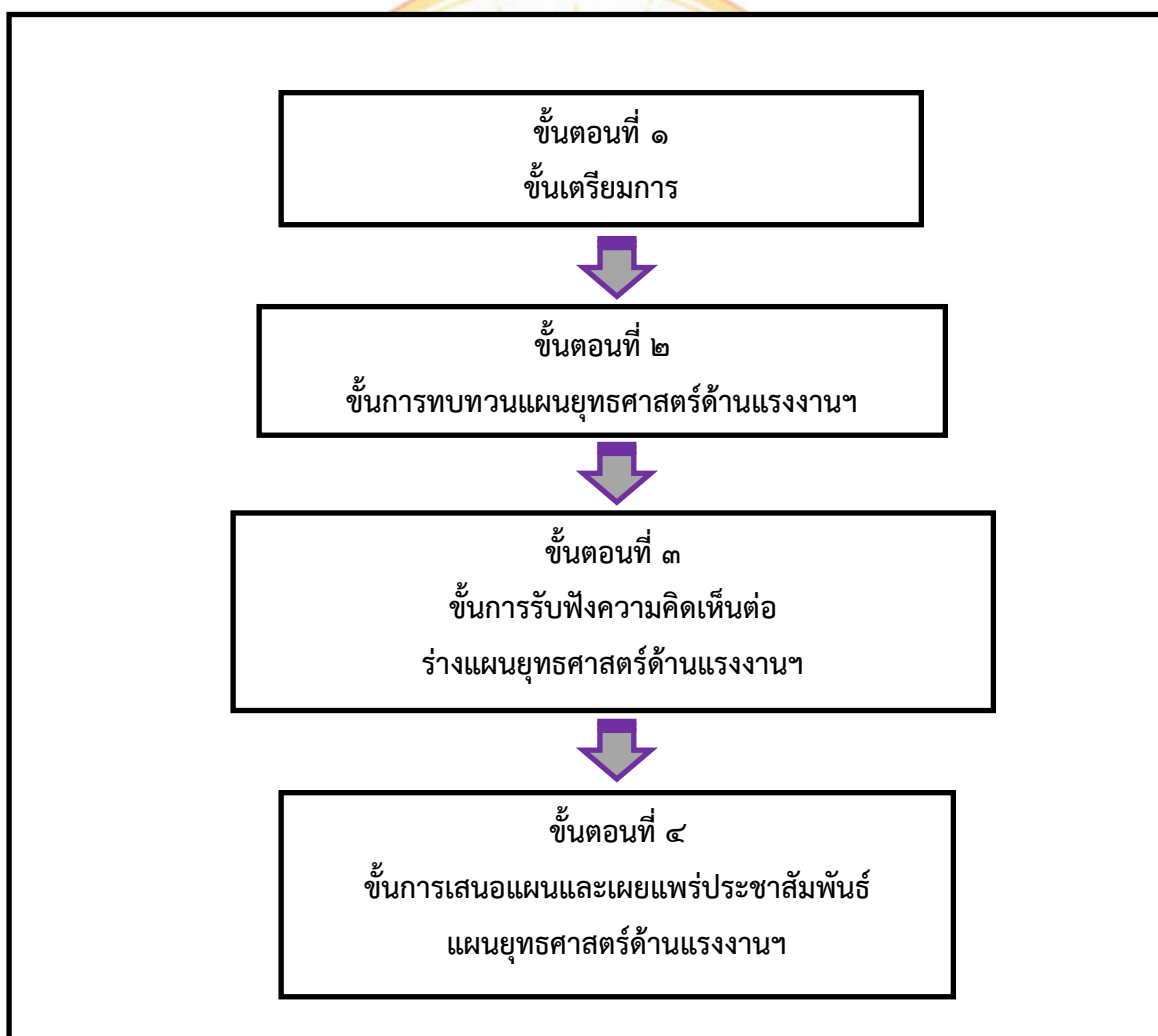 ขั้นตอนที่ ๑
ขั้นเตรียมการ
ขั้นตอนที่ ๒
ขั้นการทบทวนแผนยุทธศาสตร์ด้านแรงงานฯ
ขั้นตอนที่ ๓
ขั้นการรับฟังความคิดเห็นต่อ
ร่างแผนยุทธศาสตร์ด้านแรงงานฯ
ขั้นตอนที่ ๔
ขั้นการเสนอแผนและเผยแพร่ประชาสัมพันธ์
แผนยุทธศาสตร์ด้านแรงงานฯ